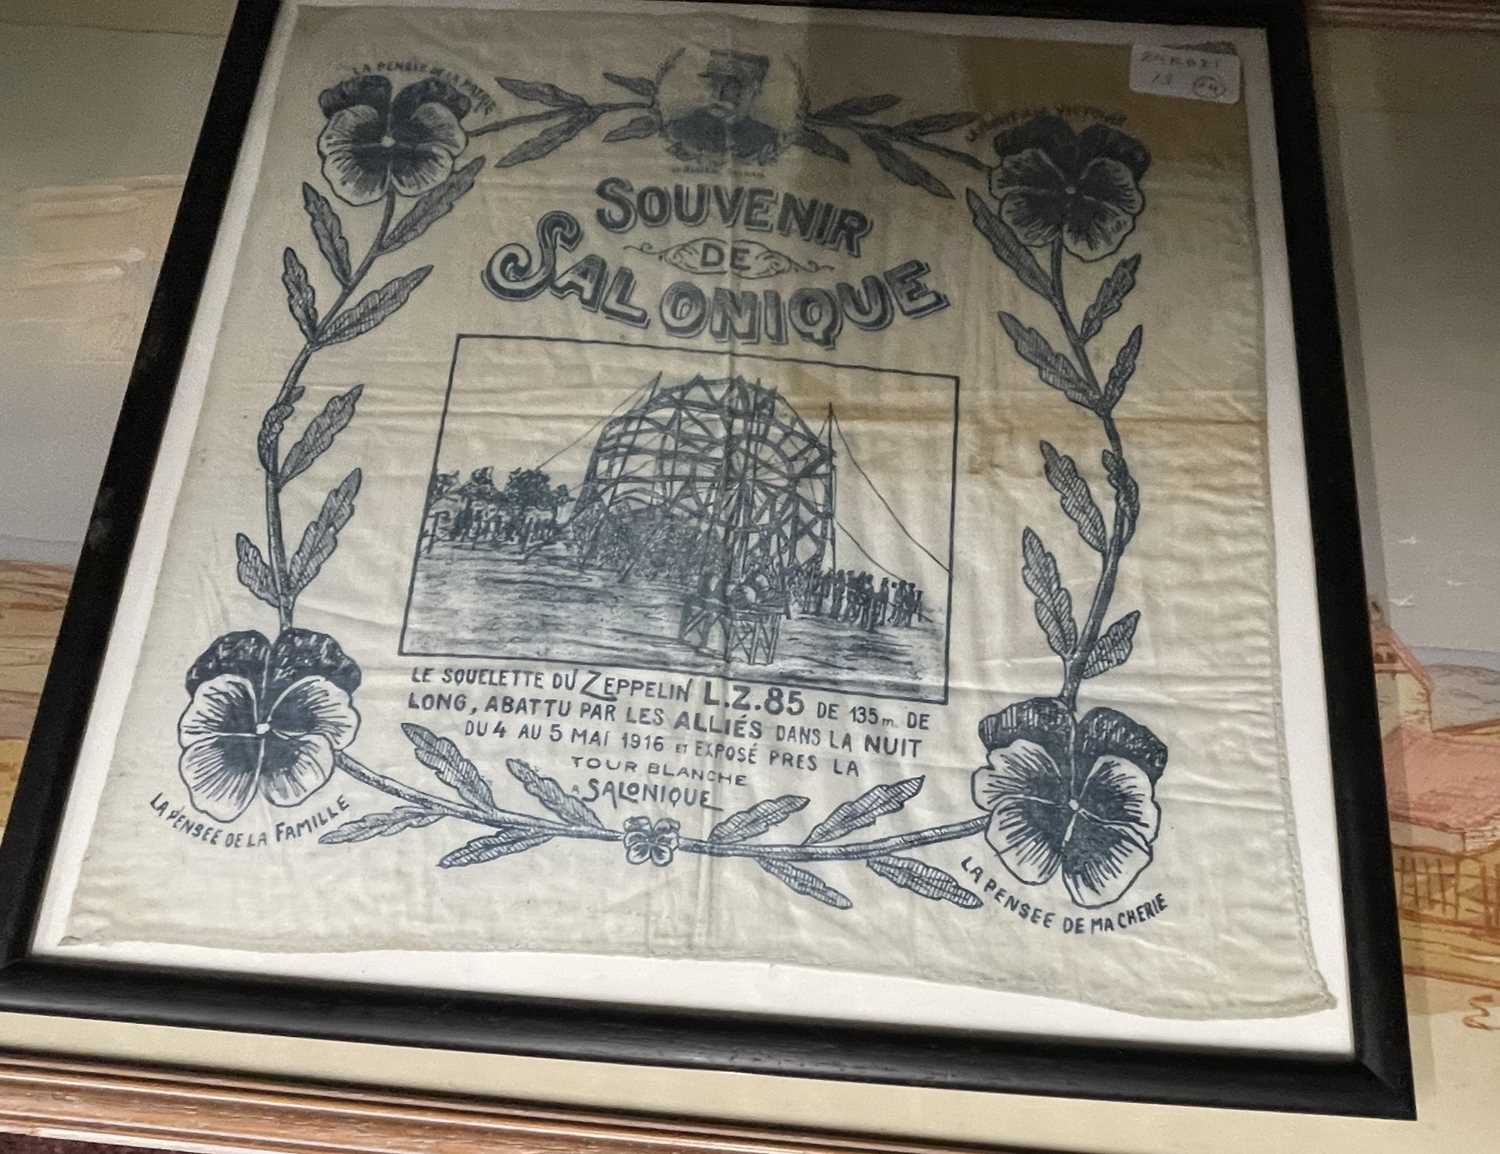 LA PENSÉE DE LA PATRIE
SOUVENIR
DE
SALONIQUE
LE SQUELETTE DU ZEPPELIN L.Z.85 DE 135m. DE
LONG, ABATTU PAR LES ALLIÉS DANS LA NUIT
DU 4 AU 5 MAI 1916 ET EXPOSÉ PRES LA
TOUR BLANCHE
A SALONIQUE
LA PENSEE DE LA FAMILLE
LA PENSEE DE MA CHERIE